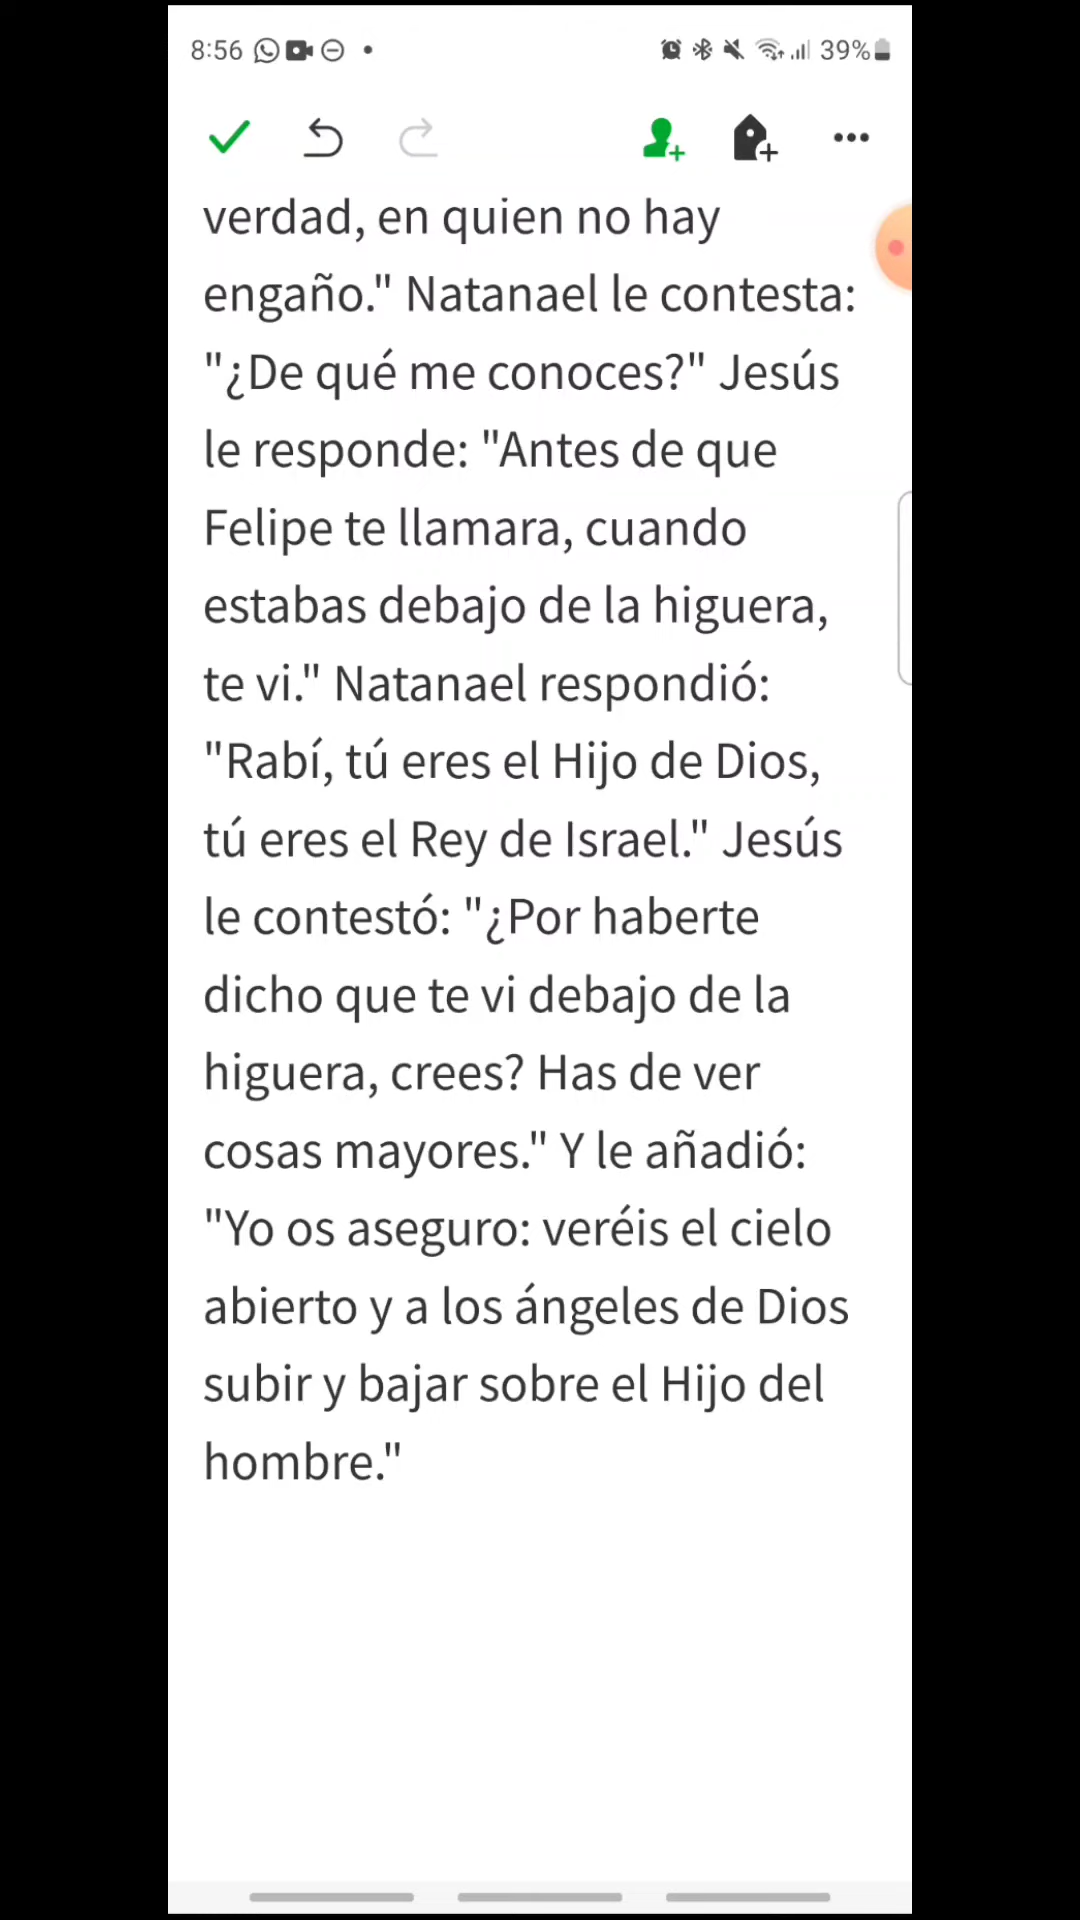 8:56
39%
verdad, en quien no hay
engaño." Natanael le contesta:
"¿De qué me conoces?" Jesús
le responde: "Antes de que
Felipe te llamara, cuando
estabas debajo de la higuera,
te vi." Natanael respondió:
"Rabí, tú eres el Hijo de Dios,
tú eres el Rey de Israel." Jesús
le contestó: "¿Por haberte
dicho que te vi debajo de la
higuera, crees? Has de ver
cosas mayores." Y le añadió:
"Yo os aseguro: veréis el cielo
abierto y a los ángeles de Dios
subir y bajar sobre el Hijo del
hombre."